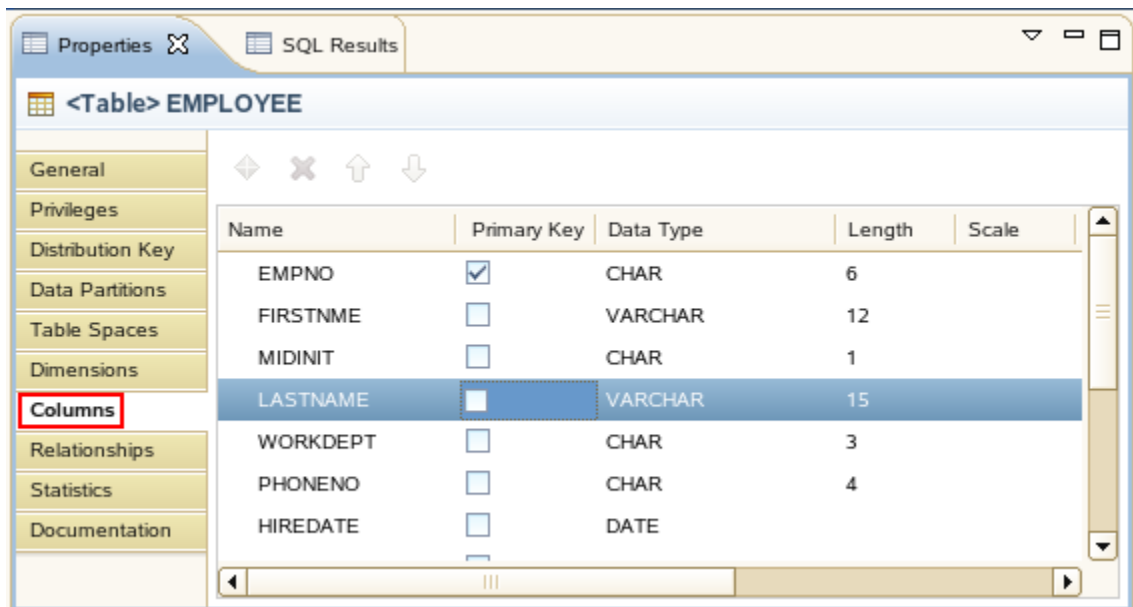 Properties SQL Results
<Table> EMPLOYEE
General
Privileges
Distribution Key
Data Partitions
Table Spaces
Dimensions
Columns
Relationships
Statistics
Documentation
Name Primary Key Data Type Length Scale
EMPNO CHAR 6
FIRSTNME VARCHAR 12
MIDINIT CHAR 1
LASTNAME VARCHAR 15
WORKDEPT CHAR 3
PHONENO CHAR 4
HIREDATE DATE